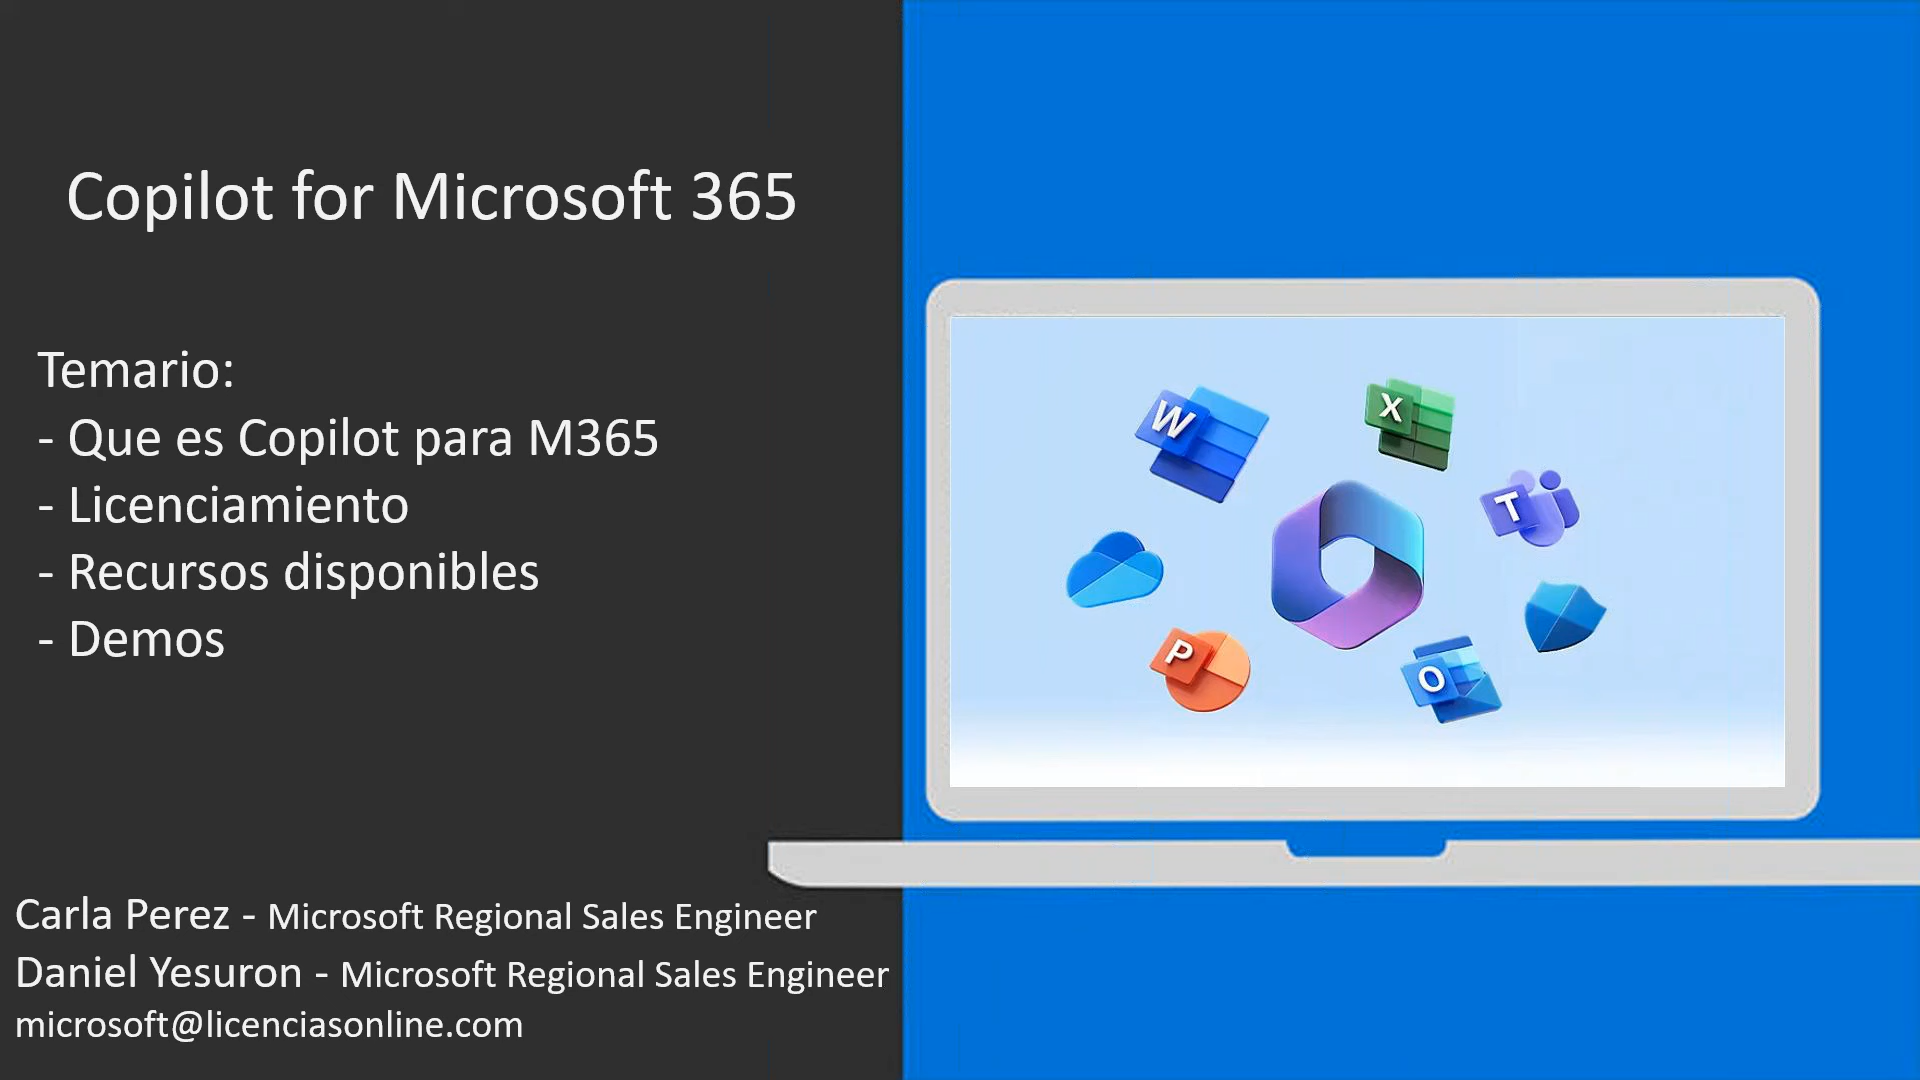 Copilot for Microsoft 365
Temario:
- Que es Copilot para M365
- Licenciamiento
- Recursos disponibles
- Demos
W
X
T
P
O
Carla Perez - Microsoft Regional Sales Engineer
Daniel Yesuron - Microsoft Regional Sales Engineer
microsoft@licenciasonline.com